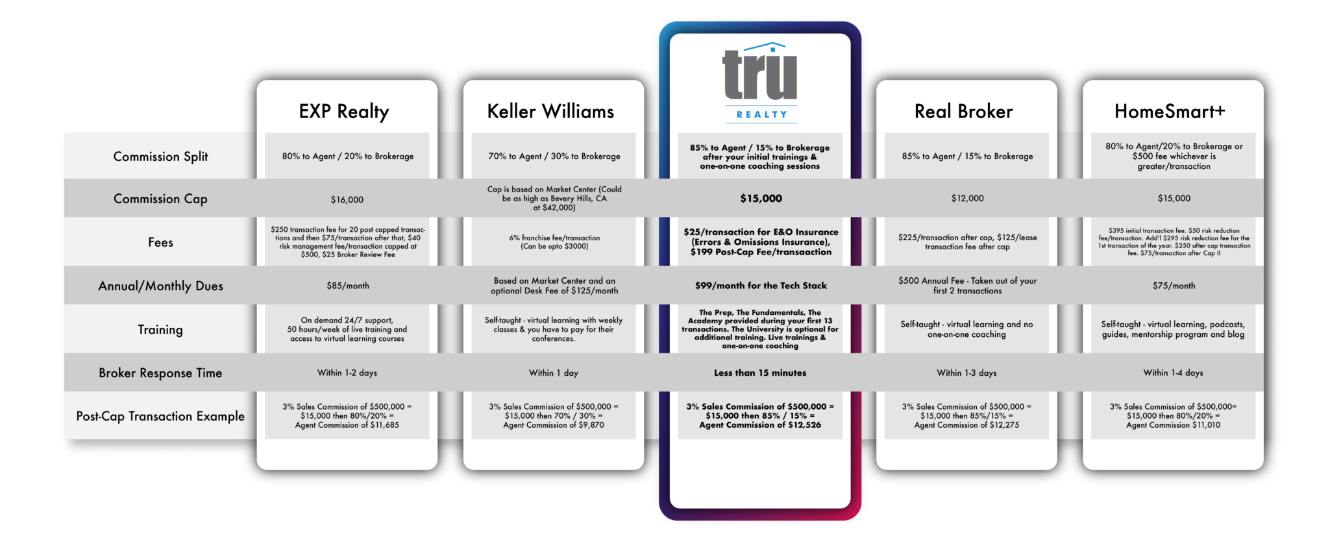 trū
REALTY
EXP Realty
Keller Williams
Real Broker
HomeSmart+
Commission Split
80% to Agent / 20% to Brokerage
70% to Agent / 30% to Brokerage
85% to Agent / 15% to Brokerage
after your initial trainings &
one-on-one coaching sessions
85% to Agent / 15% to Brokerage
80% to Agent/20% to Brokerage or
$500 fee whichever is
greater/transaction
Commission Cap
$16,000
Cap is based on Market Center (Could
be as high as Bevery Hills, CA
at $42,000)
$15,000
$12,000
$15,000
Fees
$250 transaction fee for 20 post capped transac-
tions and then $75/transaction after that, $40
risk management fee/transaction capped at
$500, $25 Broker Review Fee
6% franchise fee/transaction
(Can be upto $3000)
$25/transaction for E&O Insurance
(Errors & Omissions Insurance),
$199 Post-Cap Fee/transaaction
$225/transaction after cap, $125/lease
transaction fee after cap
$395 initial transaction fee. $50 risk reduction
fee/transaction. Add'l $295 risk reduction fee for the
1st transaction of the year. $250 after cap transaction
fee. $75/transaction after Cap II
Annual/Monthly Dues
$85/month
Based on Market Center and an
optional Desk Fee of $125/month
$99/month for the Tech Stack
$500 Annual Fee - Taken out of your
first 2 transactions
$75/month
Training
On demand 24/7 support,
50 hours/week of live training and
access to virtual learning courses
Self-taught - virtual learning with weekly
classes & you have to pay for their
conferences.
The Prep, The Fundamentals, The
Academy provided during your first 13
transactions. The University is optional for
additional training. Live trainings &
one-on-one coaching
Self-taught - virtual learning and no
one-on-one coaching
Self-taught - virtual learning, podcasts,
guides, mentorship program and blog
Broker Response Time
Within 1-2 days
Within 1 day
Less than 15 minutes
Within 1-3 days
Within 1-4 days
Post-Cap Transaction Example
3% Sales Commission of $500,000 =
$15,000 then 80%/20% =
Agent Commission of $11,685
3% Sales Commission of $500,000 =
$15,000 then 70% / 30% =
Agent Commission of $9,870
3% Sales Commission of $500,000 =
$15,000 then 85% / 15% =
Agent Commission of $12,526
3% Sales Commission of $500,000 =
$15,000 then 85%/15% =
Agent Commission of $12,275
3% Sales Commission of $500,000=
$15,000 then 80%/20% =
Agent Commission $11,010